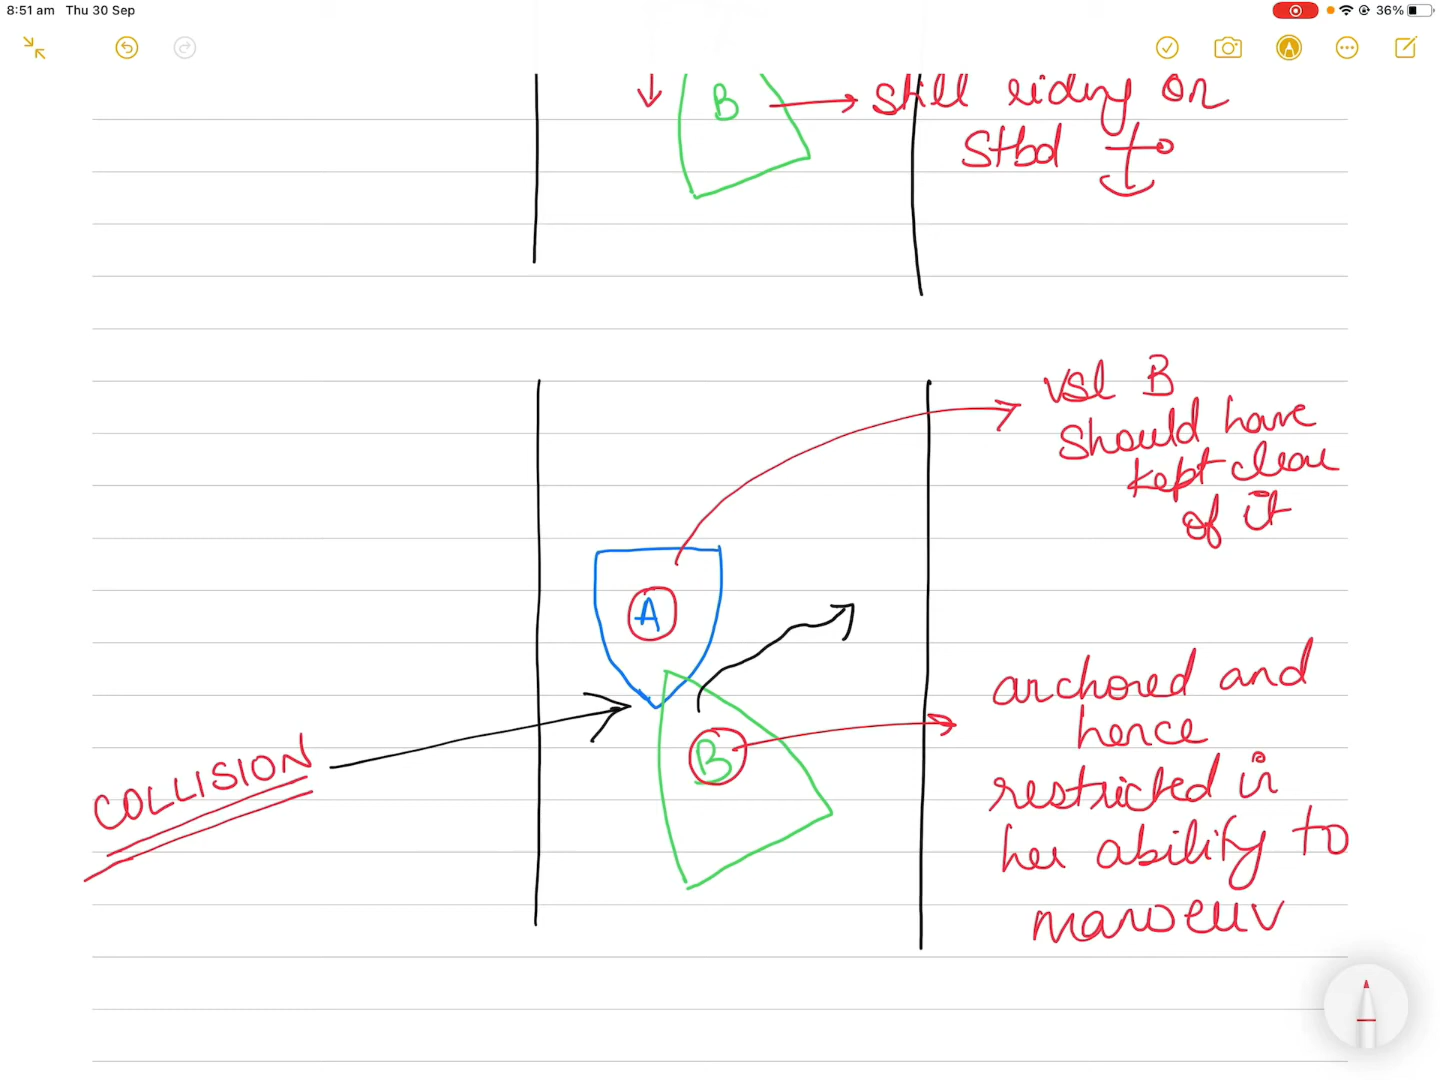 8:51 am Thu 30 Sep
36%
B
still riding on
Stbd
vsl B
Should have
kept clear
of it
A
B
COLLISION
anchored and
hence
restricted in
her ability to
manoeuv